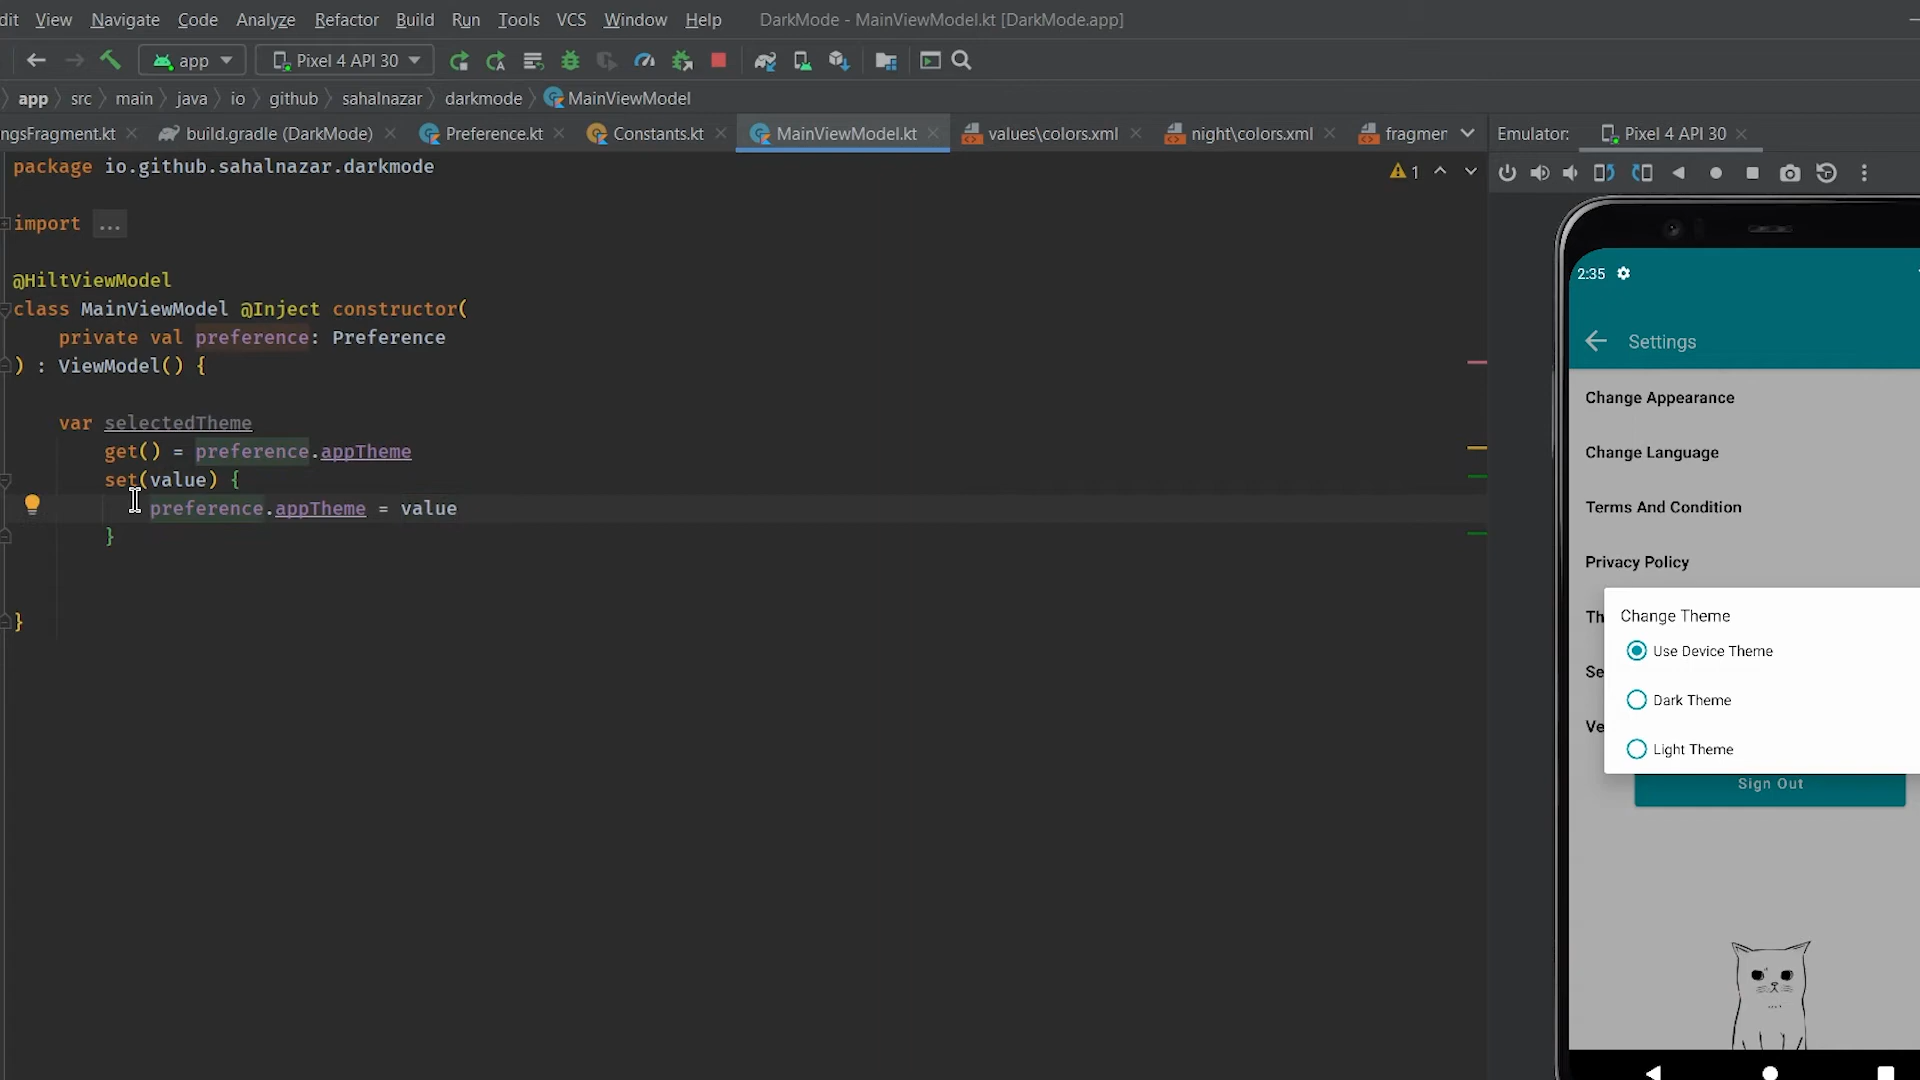 dit View Navigate Code Analyze Refactor Build Run Tools VCS Window Help DarkMode - MainViewModel.kt [DarkMode.app]
app Pixel 4 API 30
app src main java io github sahalnazar darkmode MainViewModel
ngsFragment.kt build.gradle (DarkMode) Preference.kt Constants.kt MainViewModel.kt values\colors.xml night\colors.xml fragmer Emulator: Pixel 4 API 30
package io.github.sahalnazar.darkmode
1
import ...
@HiltViewModel
class MainViewModel @Inject constructor(
private val preference: Preference
) : ViewModel() {
var selectedTheme
get() = preference.appTheme
set(value) {
preference.appTheme = value
}
}
2:35
Settings
Change Appearance
Change Language
Terms And Condition
Privacy Policy
Th
Se
Ve
Change Theme
Use Device Theme
Dark Theme
Light Theme
Sign Out